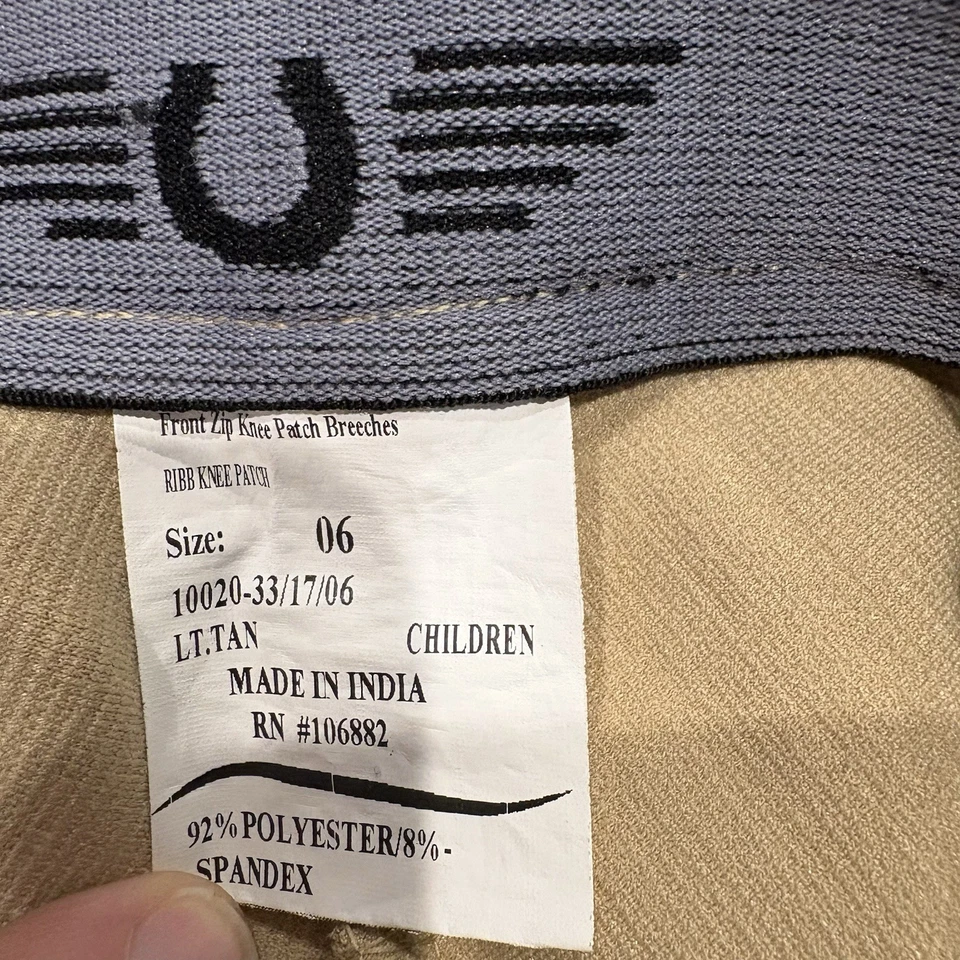 Front Zip Knee Patch Breeches
RIBB KNEE PATCH
Size: 06
10020-33/17/06
LT.TAN CHILDREN
MADE IN INDIA
RN #106882
92% POLYESTER/8%-
SPANDEX